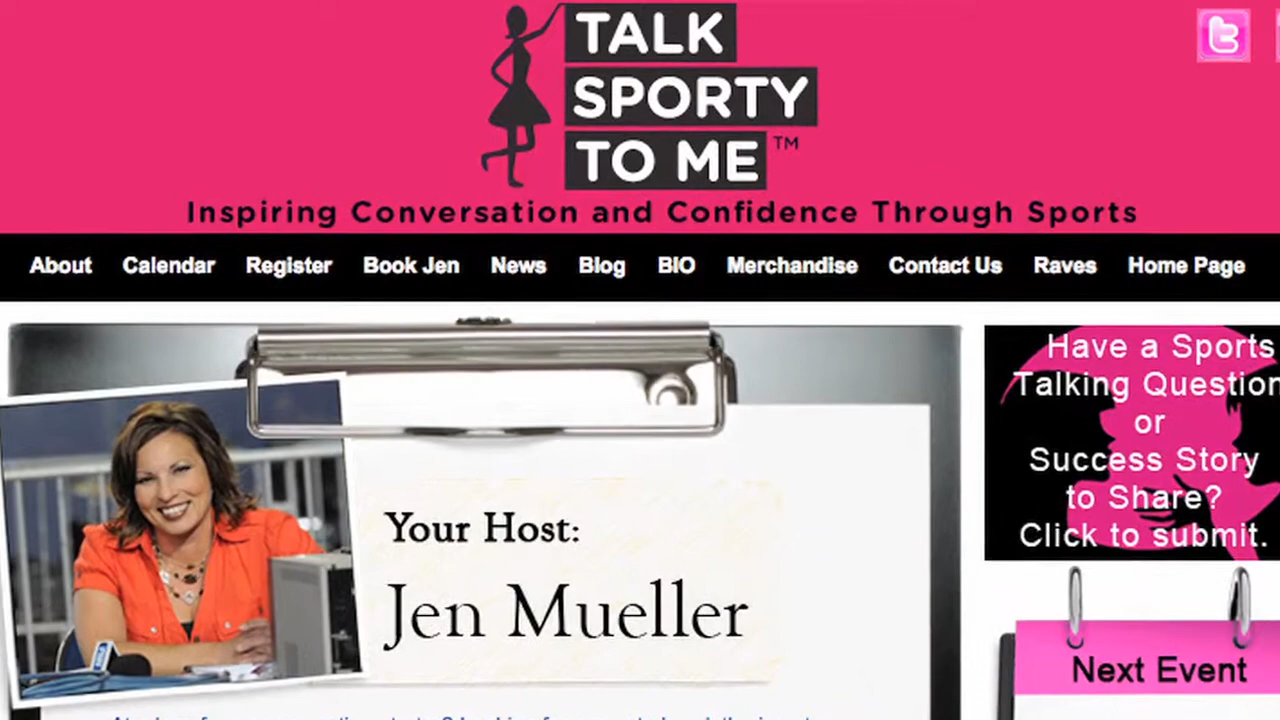 TALK
SPORTY
TO ME™
Inspiring Conversation and Confidence Through Sports
About Calendar Register Book Jen News Blog BIO Merchandise Contact Us Raves Home Page
Have a Sports
Talking Question
or
Success Story
to Share?
Click to submit.
Your Host:
Jen Mueller
Next Event